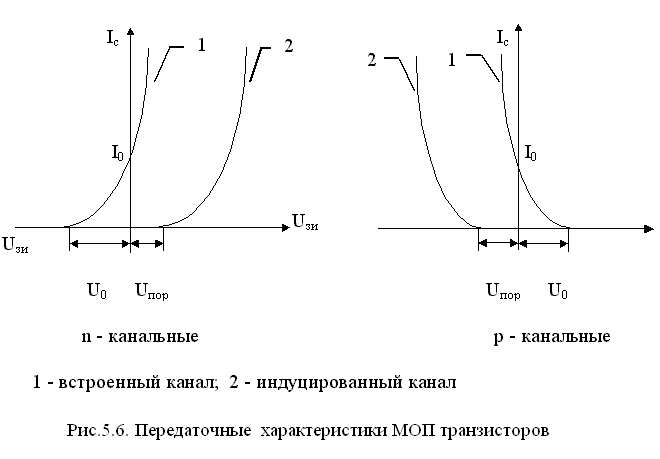 Iс Iс
1 2 2 1
I0 I0
Uзи Uзи
U0 Uпор Uпор U0
n - канальные p - канальные
1 - встроенный канал; 2 - индуцированный канал
Рис.5.6. Передаточные характеристики МОП транзисторов